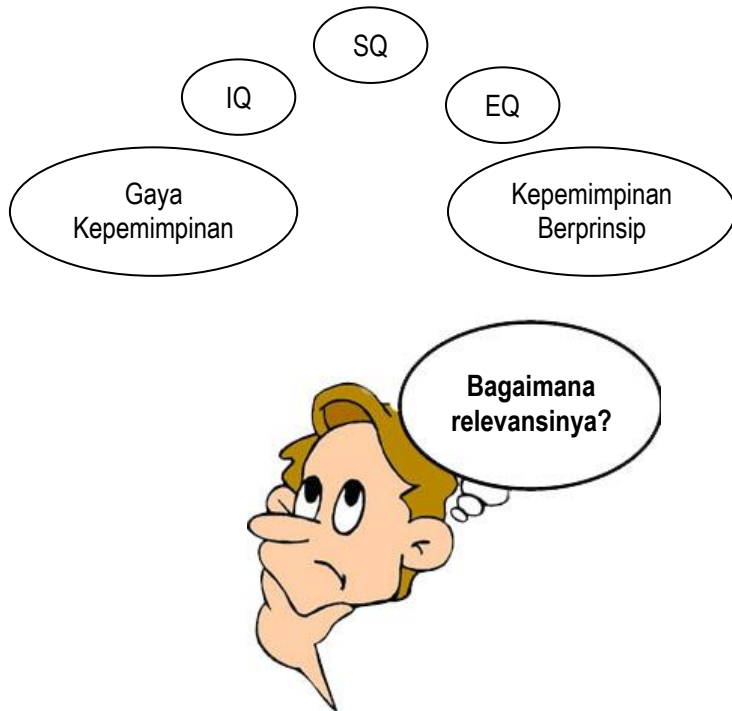 SQ
IQ
EQ
Gaya
Kepemimpinan
Kepemimpinan
Berprinsip
Bagaimana
relevansinya?